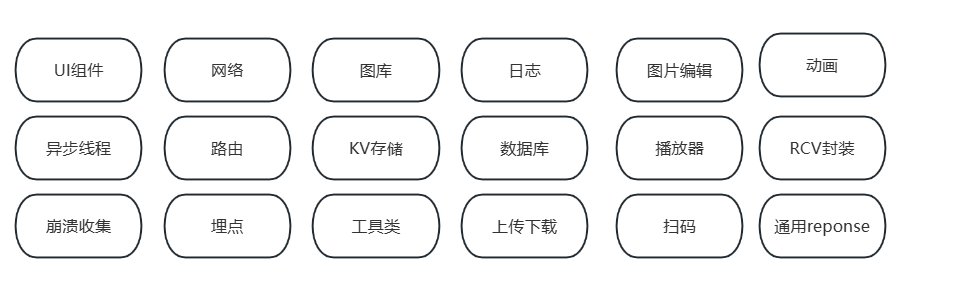 UI组件
网络
图库
日志
图片编辑
动画
异步线程
路由
KV存储
数据库
播放器
RCV封装
崩溃收集
埋点
工具类
上传下载
扫码
通用reponse